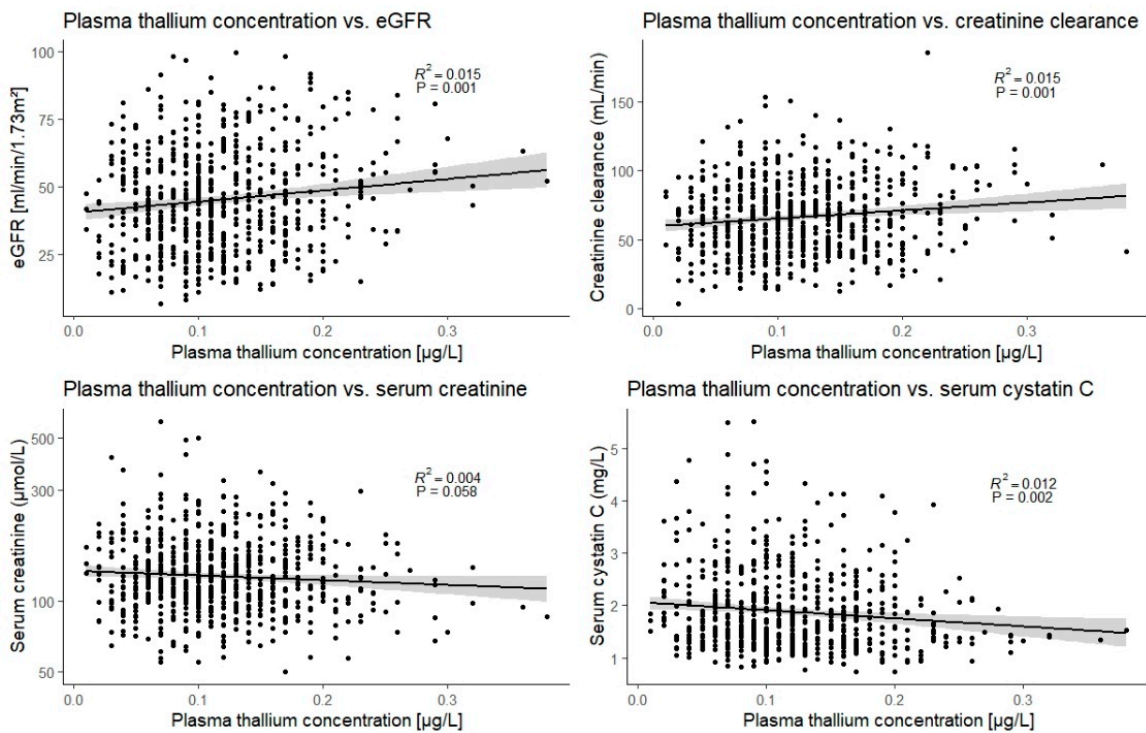 Plasma thallium concentration vs. eGFR
R² = 0.015
P = 0.001
eGFR [ml/min/1.73m²]
100
75
50
25
0.0 0.1 0.2 0.3
Plasma thallium concentration [µg/L]
Plasma thallium concentration vs. creatinine clearance
R² = 0.015
P = 0.001
Creatinine clearance (mL/min)
150
100
50
0
0.0 0.1 0.2 0.3
Plasma thallium concentration [µg/L]
Plasma thallium concentration vs. serum creatinine
R² = 0.004
P = 0.058
Serum creatinine (µmol/L)
500
300
100
50
0.0 0.1 0.2 0.3
Plasma thallium concentration [µg/L]
Plasma thallium concentration vs. serum cystatin C
R² = 0.012
P = 0.002
Serum cystatin C (mg/L)
5
4
3
2
1
0.0 0.1 0.2 0.3
Plasma thallium concentration [µg/L]